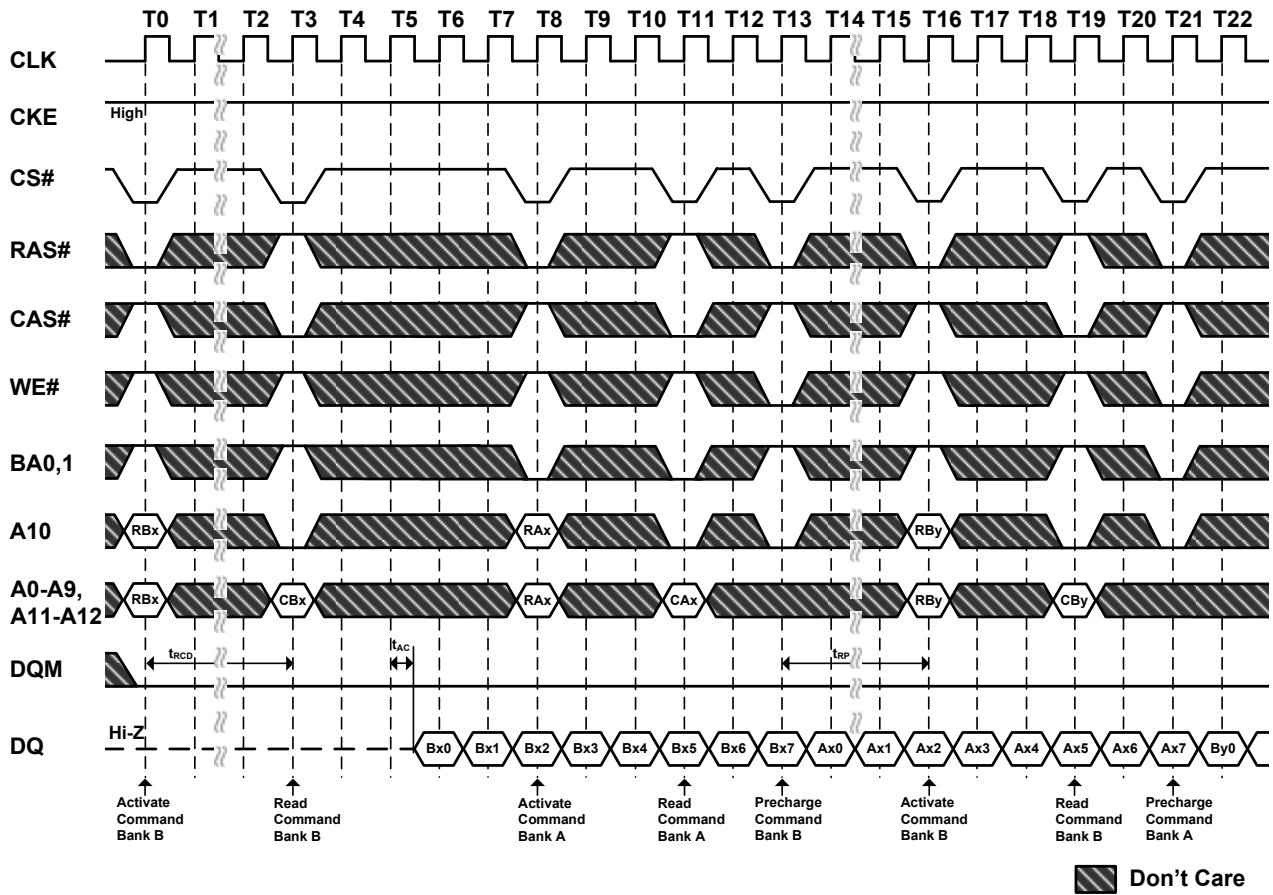 T0 T1 T2 T3 T4 T5 T6 T7 T8 T9 T10 T11 T12 T13 T14 T15 T16 T17 T18 T19 T20 T21 T22
CLK
CKE High
CS#
RAS#
CAS#
WE#
BA0,1
A10 RBx RAx RBy
A0-A9,
A11-A12 RBx CBx RAx CAx RBy CBy
DQM tRCD tAC tRP
DQ Hi-Z Bx0 Bx1 Bx2 Bx3 Bx4 Bx5 Bx6 Bx7 Ax0 Ax1 Ax2 Ax3 Ax4 Ax5 Ax6 Ax7 By0
Activate
Command
Bank B
Read
Command
Bank B
Activate
Command
Bank A
Read
Command
Bank A
Precharge
Command
Bank B
Activate
Command
Bank B
Read
Command
Bank B
Precharge
Command
Bank A
Don't Care